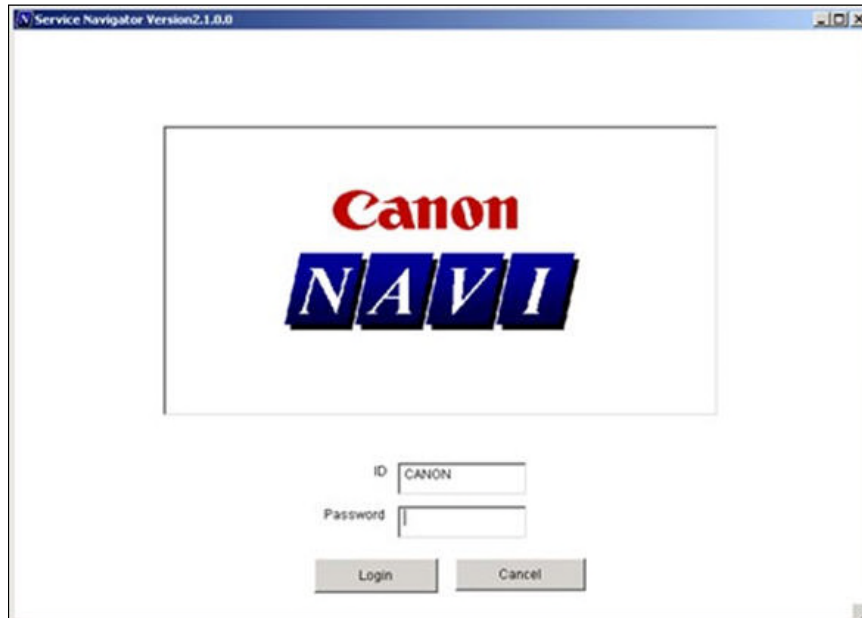 Service Navigator Version2.1.0.0
Canon
NAVI
ID CANON
Password
Login Cancel